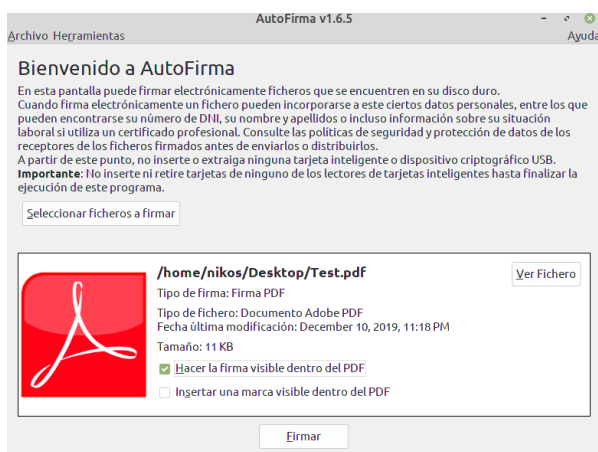 AutoFirma v1.6.5
Archivo Herramientas
Ayuda
Bienvenido a AutoFirma
En esta pantalla puede firmar electrónicamente ficheros que se encuentren en su disco duro.
Cuando firma electrónicamente un fichero pueden incorporarse a este ciertos datos personales, entre los que
pueden encontrarse su número de DNI, su nombre y apellidos o incluso información sobre su situación
laboral si utiliza un certificado profesional. Consulte las políticas de seguridad y protección de datos de los
receptores de los ficheros firmados antes de enviarlos o distribuirlos.
A partir de este punto, no inserte o extraiga ninguna tarjeta inteligente o dispositivo criptográfico USB.
Importante: No inserte ni retire tarjetas de ninguno de los lectores de tarjetas inteligentes hasta finalizar la
ejecución de este programa.
Seleccionar ficheros a firmar
/home/nikos/Desktop/Test.pdf
Ver Fichero
Tipo de firma: Firma PDF
Tipo de fichero: Documento Adobe PDF
Fecha última modificación: December 10, 2019, 11:18 PM
Tamaño: 11 KB
Hacer la firma visible dentro del PDF
Insertar una marca visible dentro del PDF
Firmar